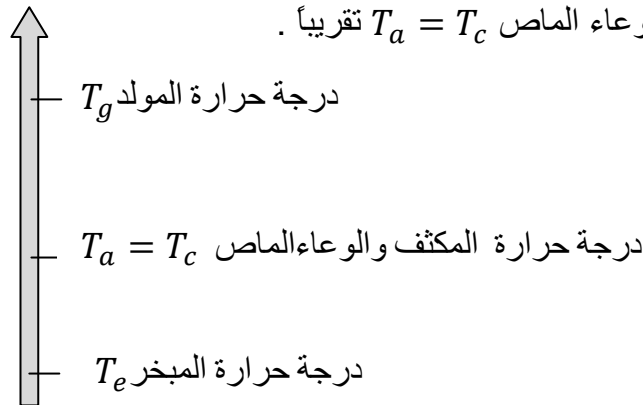 وعاء الماص T_a = T_c تقريباً .
درجة حرارة المولد T_g
درجة حرارة المكثف والوعاءالماص T_a = T_c
درجة حرارة المبخر T_e